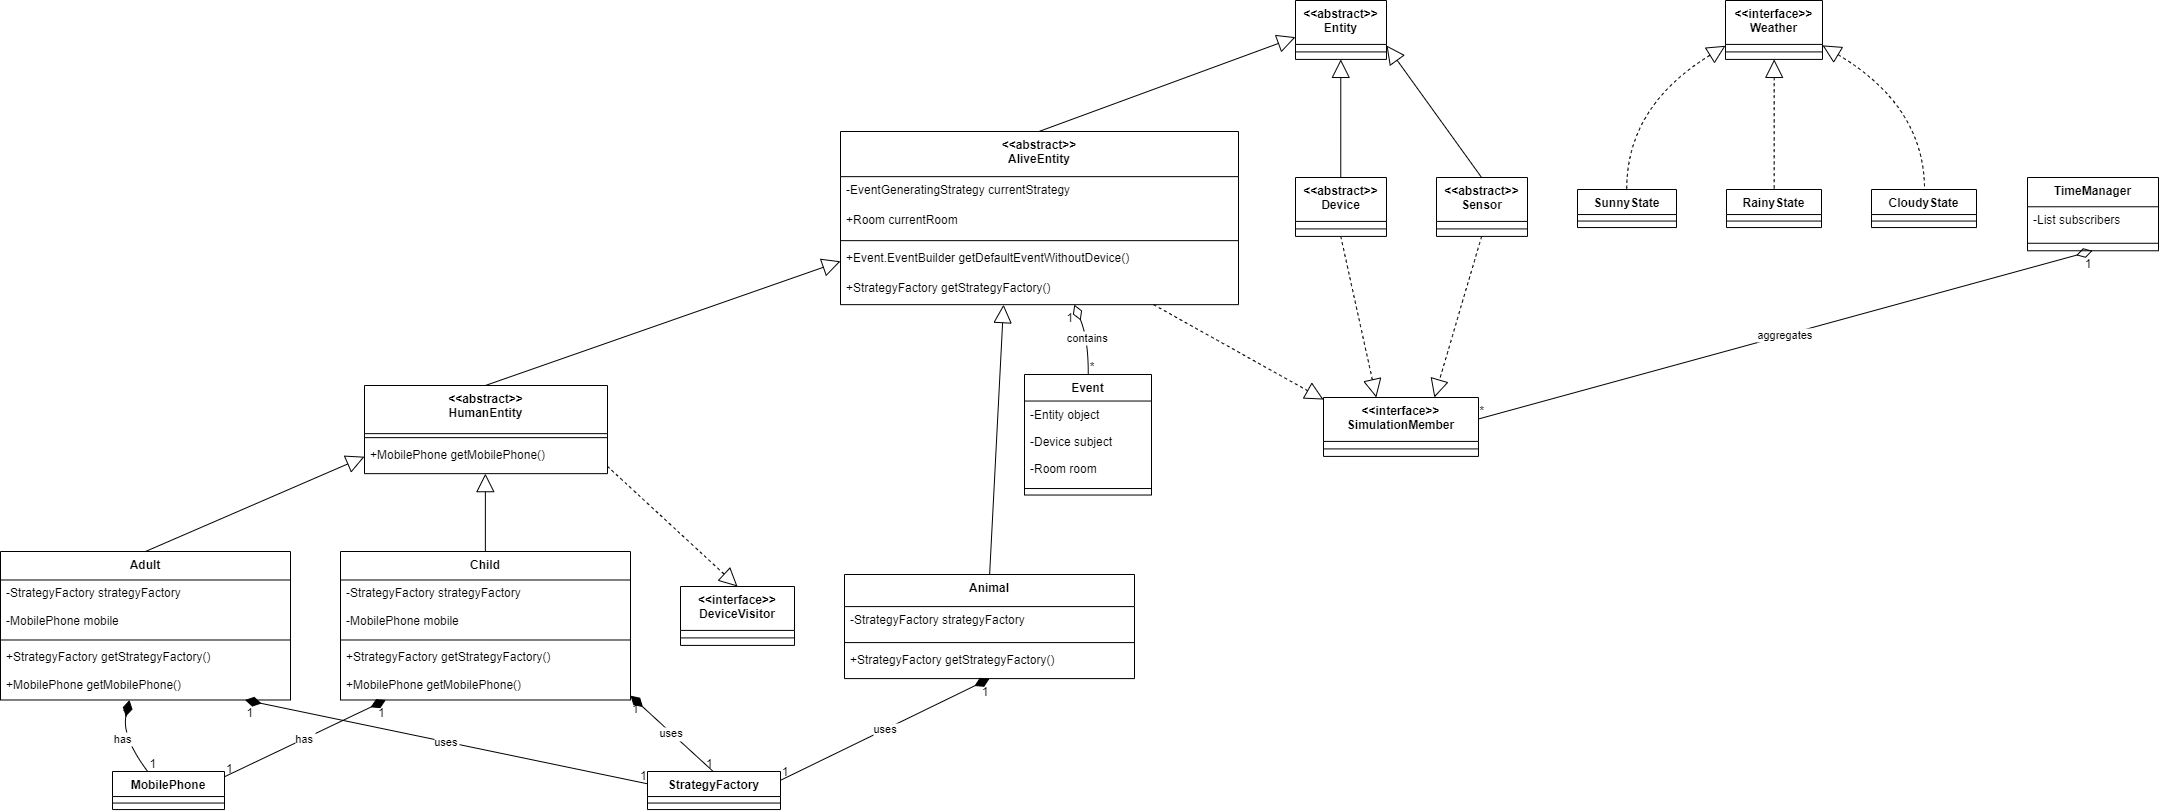 <<abstract>>
Entity
<<interface>>
Weather
<<abstract>>
AliveEntity
-EventGeneratingStrategy currentStrategy
+Room currentRoom
+Event.EventBuilder getDefaultEventWithoutDevice()
+StrategyFactory getStrategyFactory()
<<abstract>>
Device
<<abstract>>
Sensor
SunnyState
RainyState
CloudyState
TimeManager
-List subscribers
1
aggregates
*
1
contains
*
Event
-Entity object
-Device subject
-Room room
<<interface>>
SimulationMember
<<abstract>>
HumanEntity
+MobilePhone getMobilePhone()
Adult
-StrategyFactory strategyFactory
-MobilePhone mobile
+StrategyFactory getStrategyFactory()
+MobilePhone getMobilePhone()
Child
-StrategyFactory strategyFactory
-MobilePhone mobile
+StrategyFactory getStrategyFactory()
+MobilePhone getMobilePhone()
<<interface>>
DeviceVisitor
Animal
-StrategyFactory strategyFactory
+StrategyFactory getStrategyFactory()
1
1
1
1
has
has
uses
uses
uses
1
1
1
1
1
MobilePhone
StrategyFactory